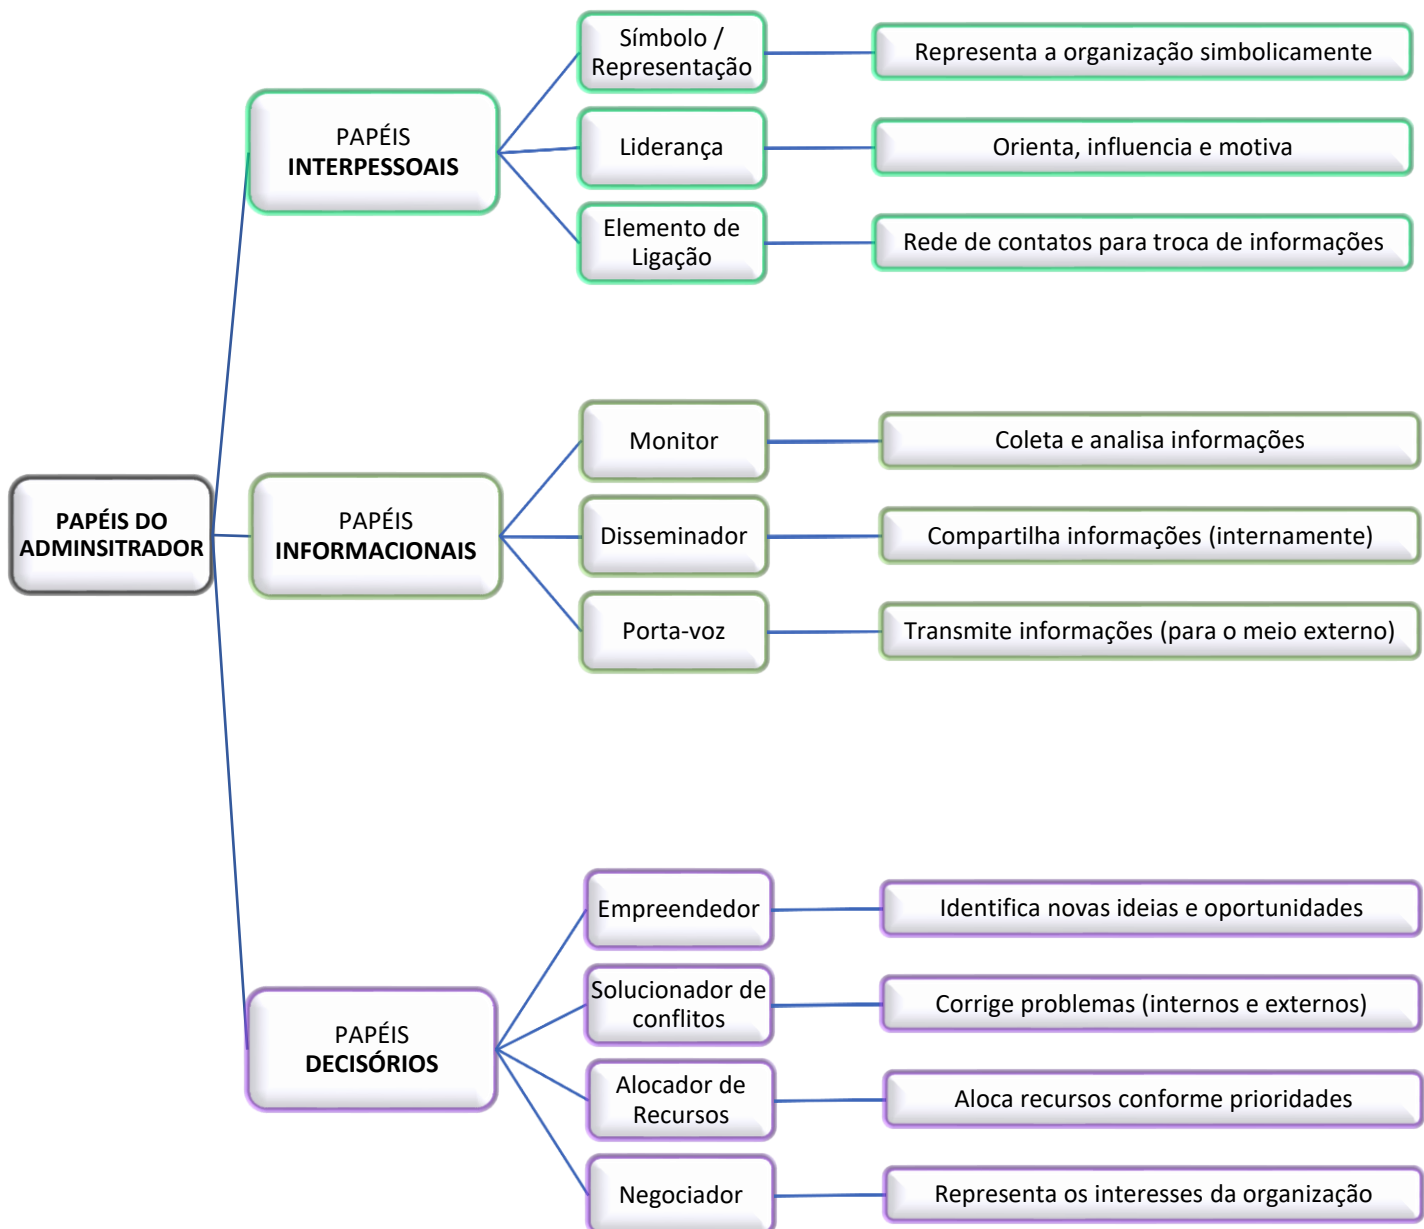 Símbolo /
Representação
Representa a organização simbolicamente
PAPÉIS
INTERPESSOAIS
Liderança
Orienta, influencia e motiva
Elemento de
Ligação
Rede de contatos para troca de informações
Monitor
Coleta e analisa informações
PAPÉIS DO
ADMINSITRADOR
PAPÉIS
INFORMACIONAIS
Disseminador
Compartilha informações (internamente)
Porta-voz
Transmite informações (para o meio externo)
Empreendedor
Identifica novas ideias e oportunidades
Solucionador de
conflitos
Corrige problemas (internos e externos)
PAPÉIS
DECISÓRIOS
Alocador de
Recursos
Aloca recursos conforme prioridades
Negociador
Representa os interesses da organização